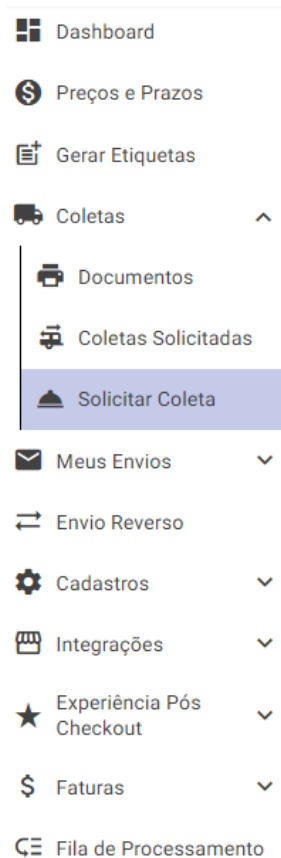 Dashboard
Preços e Prazos
Gerar Etiquetas
Coletas
Documentos
Coletas Solicitadas
Solicitar Coleta
Meus Envios
Envio Reverso
Cadastros
Integrações
Experiência Pós
Checkout
Faturas
Fila de Processamento